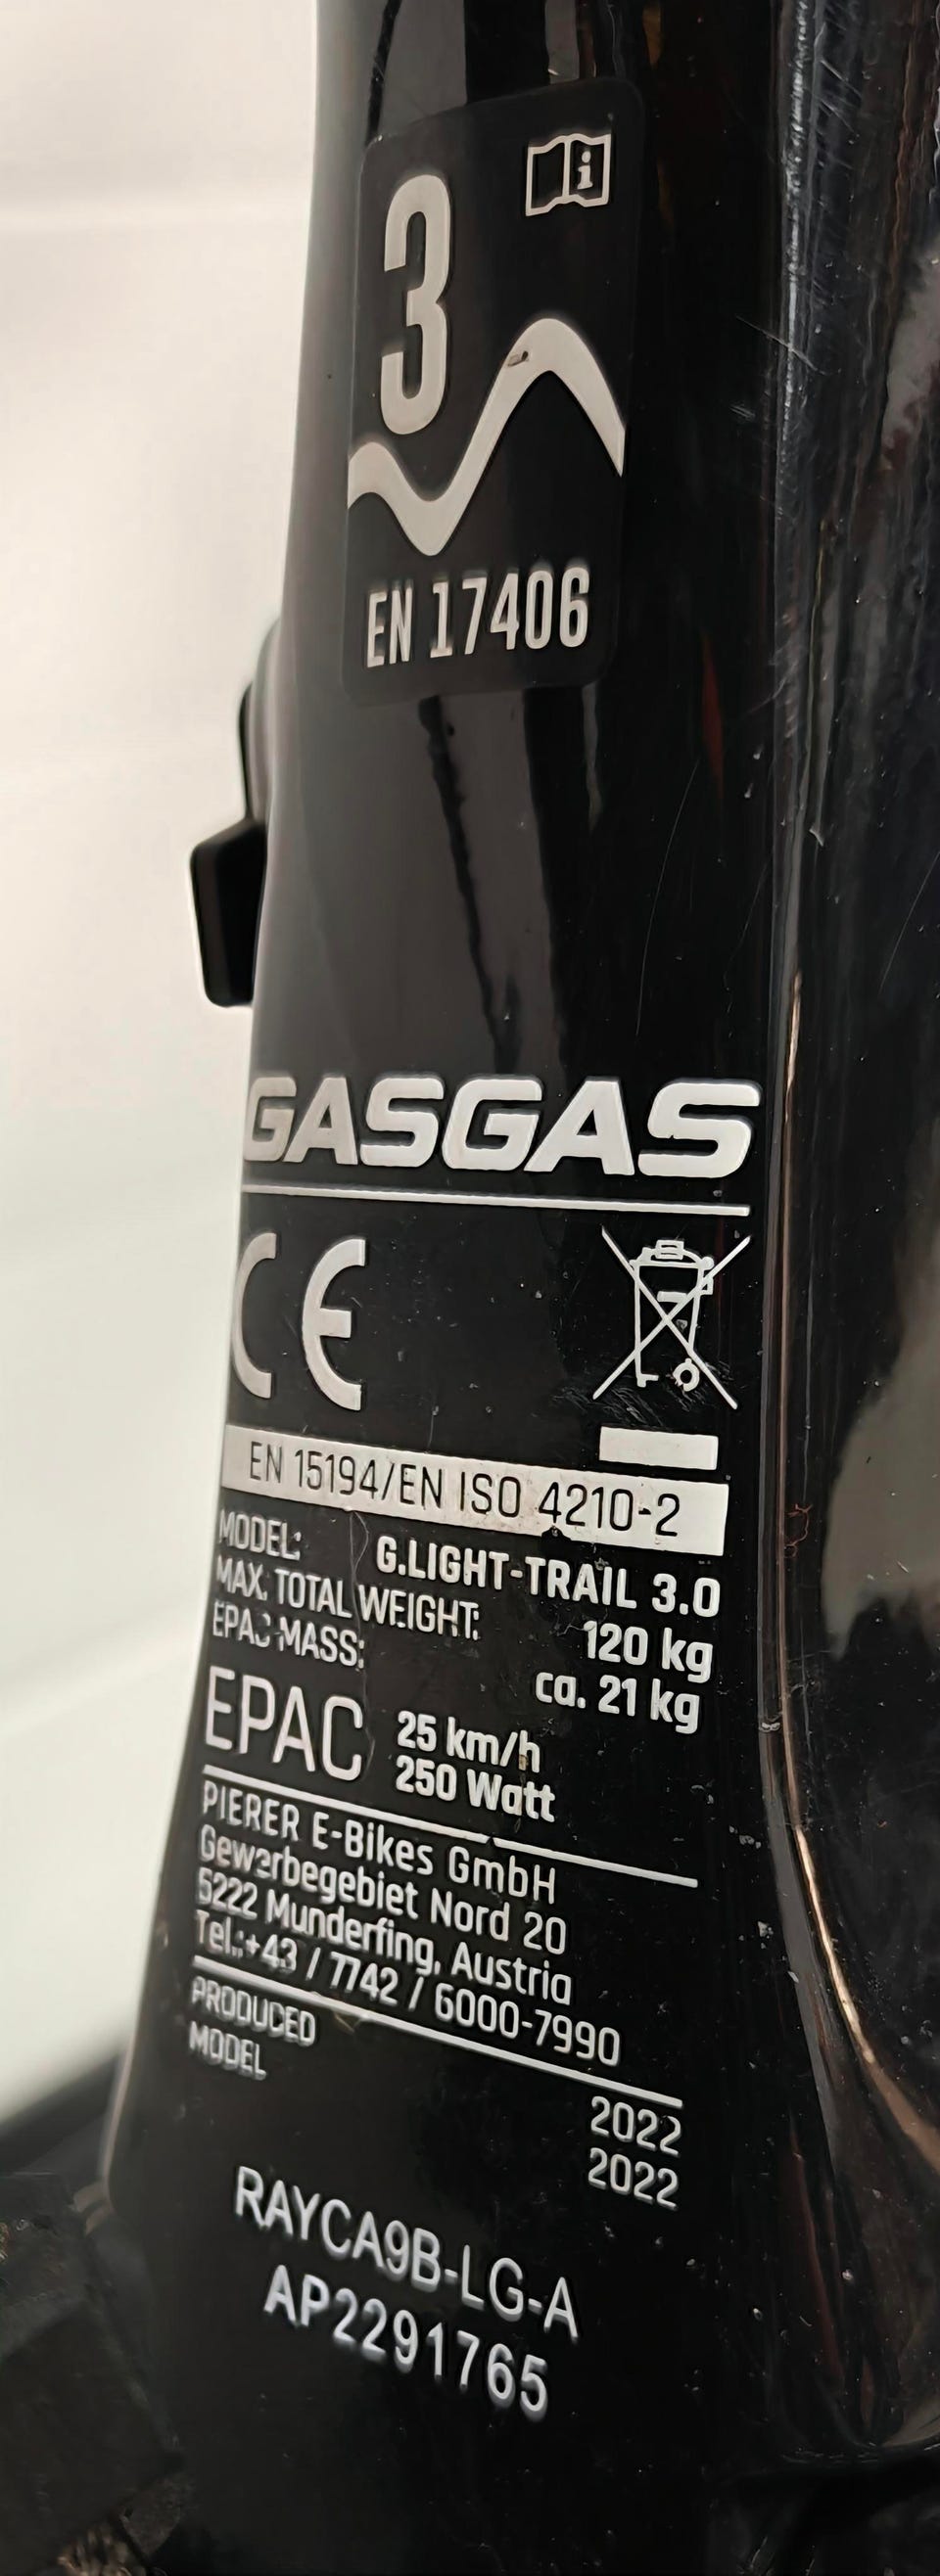 3
i
EN 17406
GASGAS
CE
EN 15194/EN ISO 4210-2
MODEL: G.LIGHT-TRAIL 3.0
MAX. TOTAL WEIGHT: 120 kg
EPAC MASS: ca. 21 kg
EPAC 25 km/h
250 Watt
PIERER E-Bikes GmbH
Gewerbegebiet Nord 20
5222 Munderfing, Austria
Tel.:+43 / 7742 / 6000-7990
PRODUCED 2022
MODEL 2022
RAYCA9B-LG-A
AP2291765